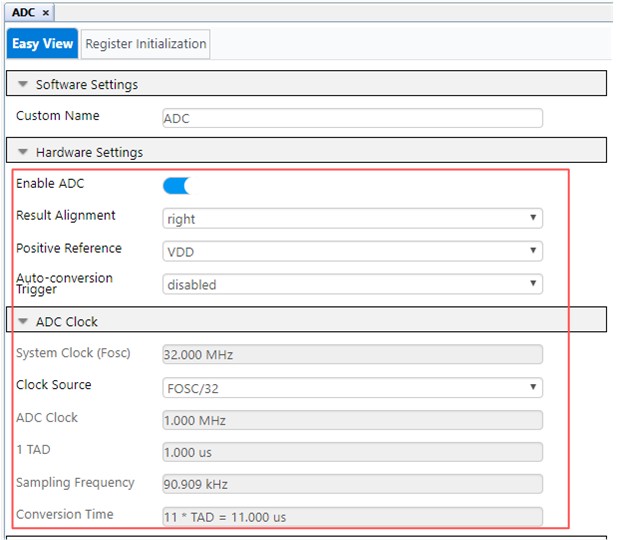 ADC ×
Easy View Register Initialization
Software Settings
Custom Name ADC
Hardware Settings
Enable ADC
Result Alignment right
Positive Reference VDD
Auto-conversion
Trigger disabled
ADC Clock
System Clock (Fosc) 32.000 MHz
Clock Source FOSC/32
ADC Clock 1.000 MHz
1 TAD 1.000 us
Sampling Frequency 90.909 kHz
Conversion Time 11 * TAD = 11.000 us